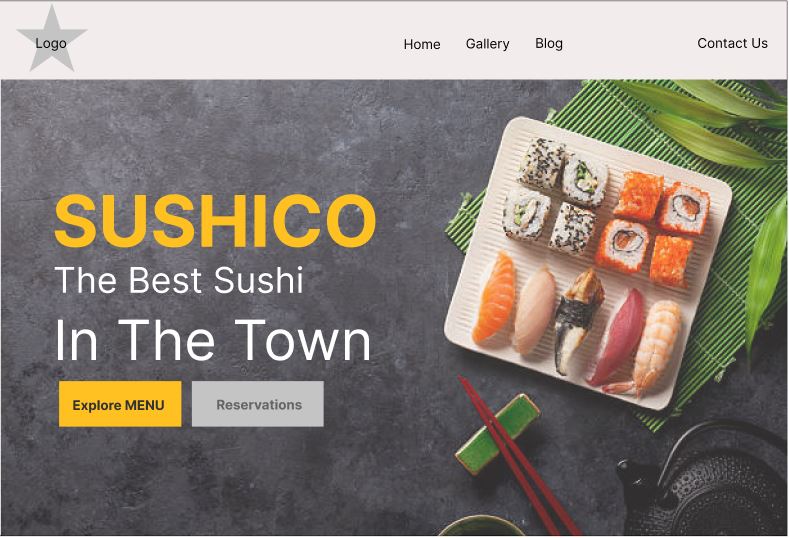 Logo
Home Gallery Blog Contact Us
SUSHICO
The Best Sushi
In The Town
Explore MENU Reservations